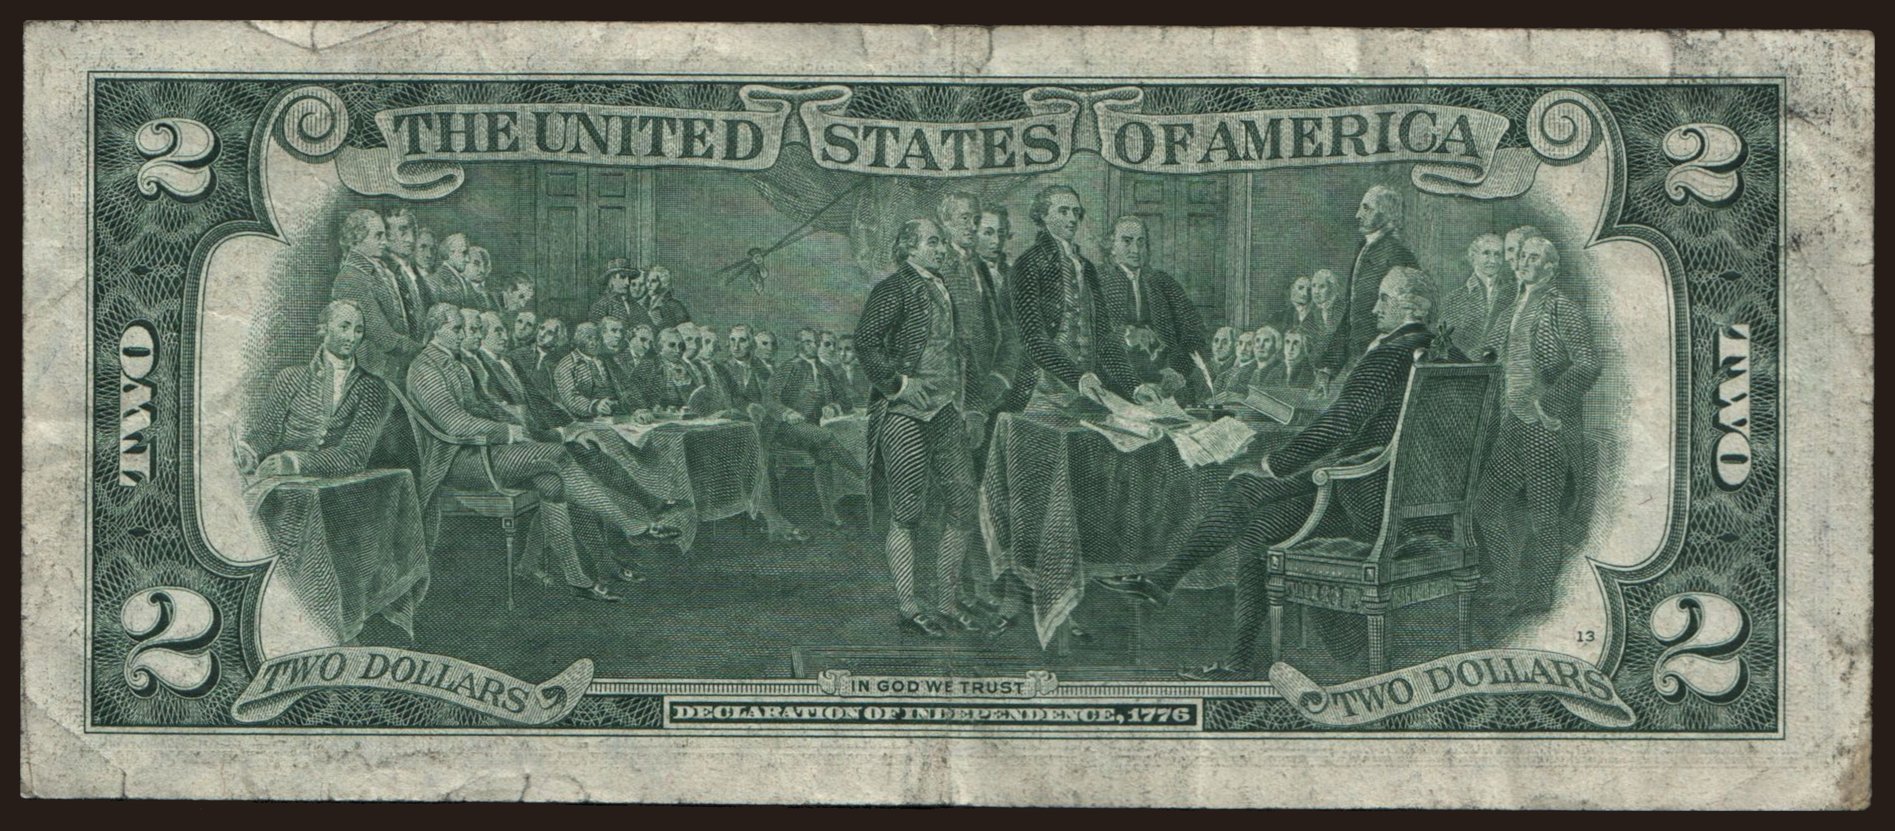 THE UNITED STATES OF AMERICA
2
2
TWO
TWO
2
2
13
TWO DOLLARS
IN GOD WE TRUST
TWO DOLLARS
DECLARATION OF INDEPENDENCE, 1776